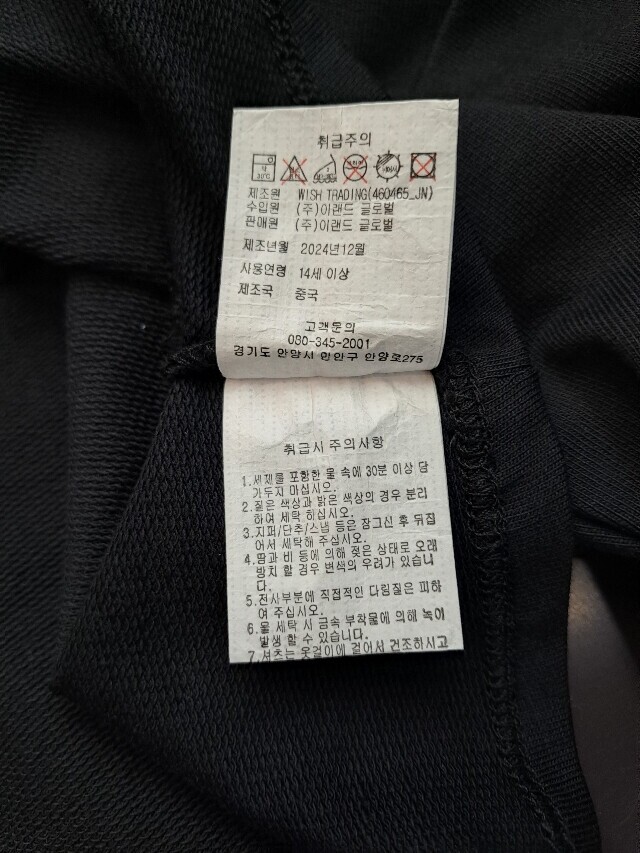 취급주의
제조원 WISH TRADING(460465_JN)
수입원 (주)이랜드 글로벌
판매원 (주)이랜드 글로벌
제조년월 2024년12월
사용연령 14세 이상
제조국 중국
고객문의
080-345-2001
경기도 안양시 만안구 안양로275
취급시 주의사항
1.세제를 포함한 물 속에 30분 이상 담
가두지 마십시오.
2.짙은 색상과 밝은 색상의 경우 분리
하여 세탁 하십시오.
3.지퍼/단추/스냅 등은 잠그신 후 뒤집
어서 세탁해 주십시오.
4.땀과 비 등에 의해 젖은 상태로 오래
방치 할 경우 변색의 우려가 있습니
다.
5.전사부분에 직접적인 다림질은 피하
여 주십시오.
6.물 세탁 시 금속 부착물에 의해 녹이
발생 할 수 있습니다.
7.셔츠는 옷걸이에 걸어서 건조하시고